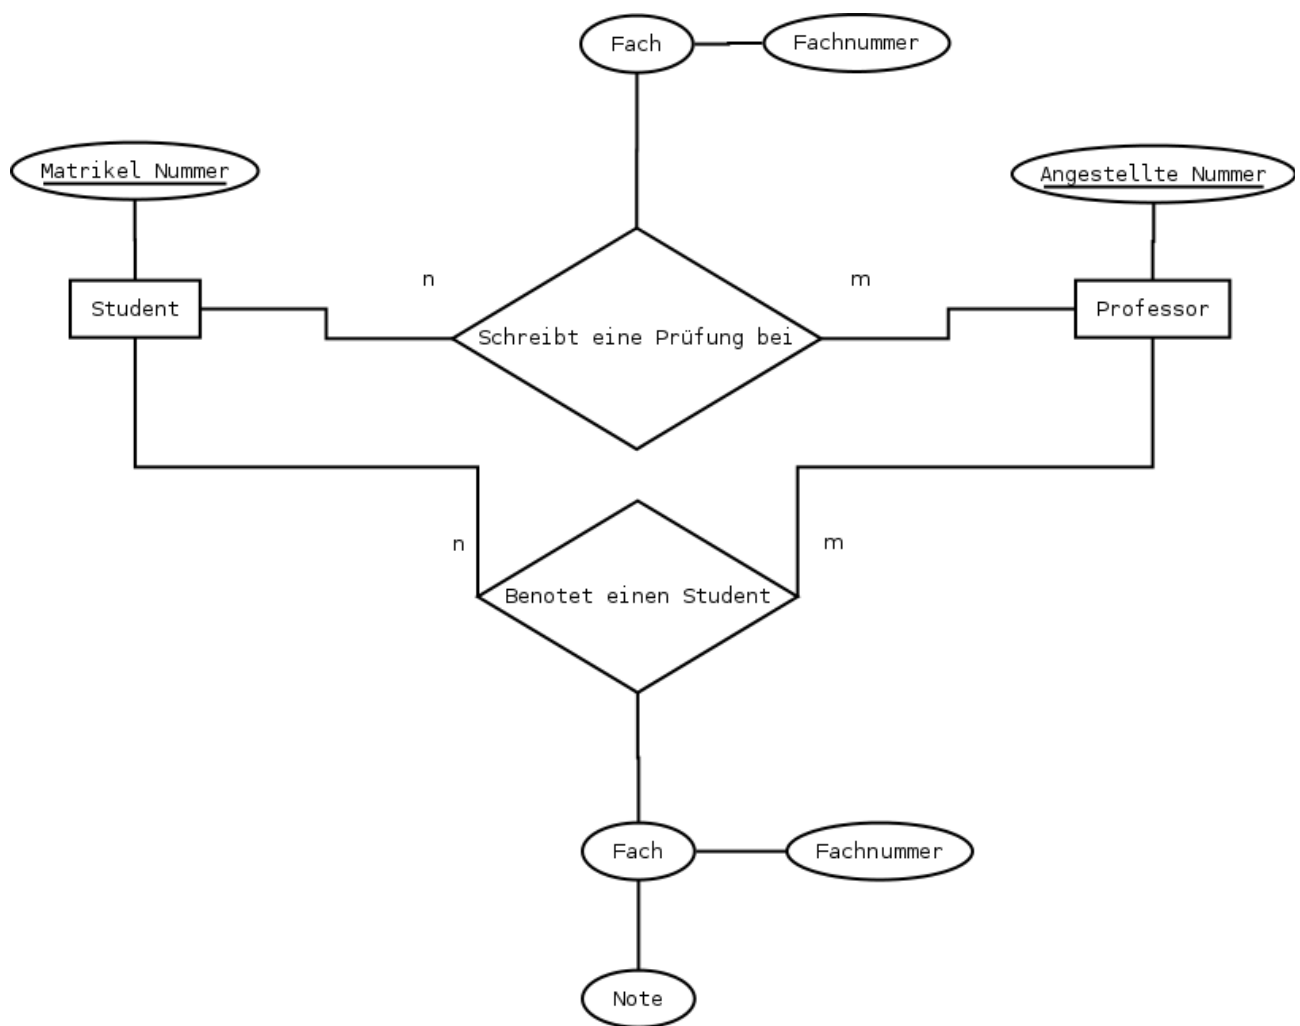 Fach
Fachnummer
Matrikel Nummer
Angestellte Nummer
n
m
Student
Schreibt eine Prüfung bei
Professor
n
m
Benotet einen Student
Fach
Fachnummer
Note